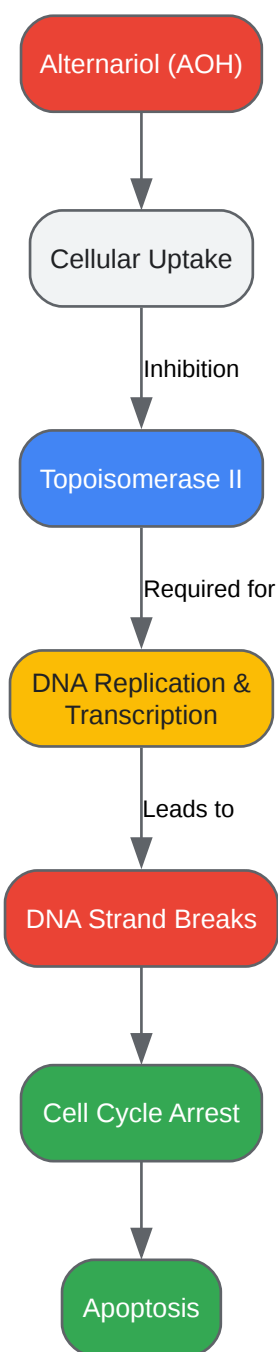 Alternariol (AOH)
Cellular Uptake
Inhibition
Topoisomerase II
Required for
DNA Replication &
Transcription
Leads to
DNA Strand Breaks
Cell Cycle Arrest
Apoptosis